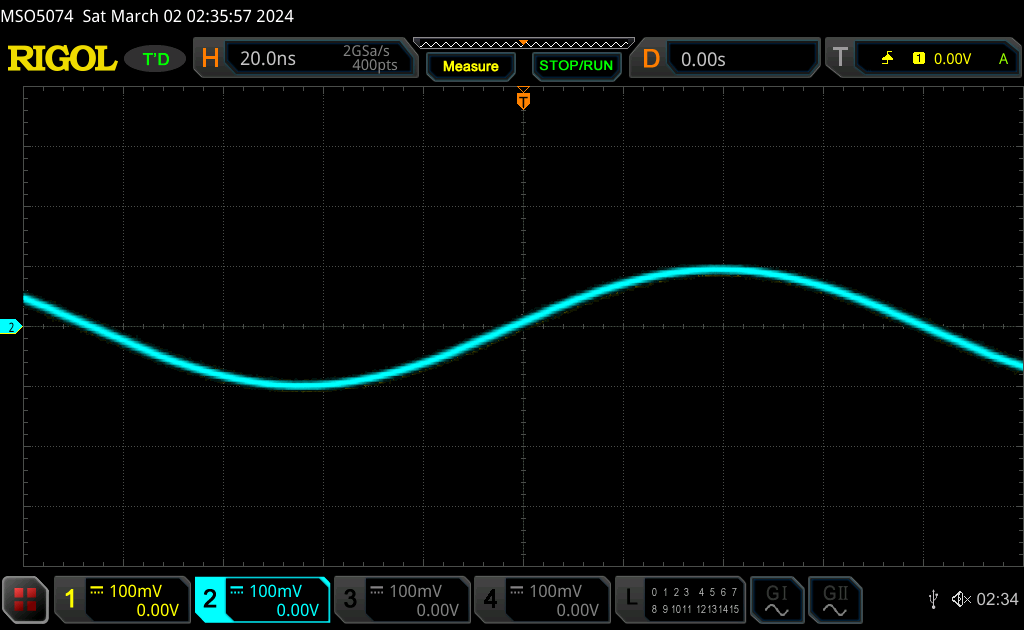 MSO5074 Sat March 02 02:35:57 2024
RIGOL T'D H 20.0ns 2GSa/s 400pts Measure STOP/RUN D 0.00s T 1 0.00V A
T
2
1 100mV 0.00V 2 100mV 0.00V 3 100mV 0.00V 4 100mV 0.00V L 0 1 2 3 4 5 6 7 8 9 10 11 12 13 14 15 GI GII 02:34